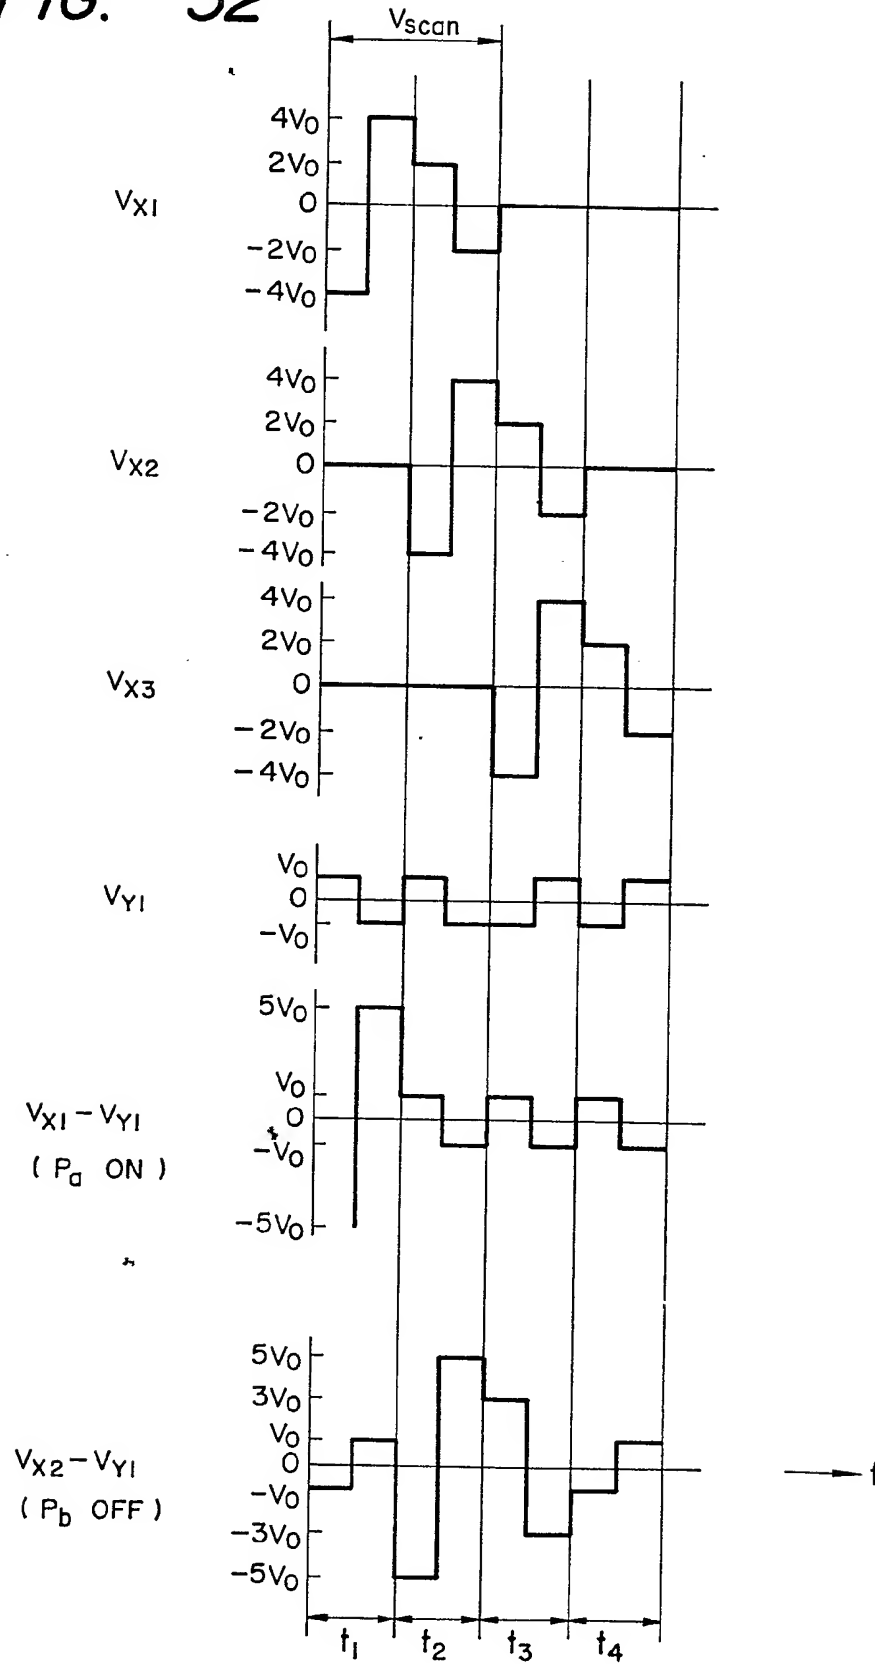 FIG. 32
Vscan
4V0
2V0
0
-2V0
-4V0
VX1
4V0
2V0
0
-2V0
-4V0
VX2
4V0
2V0
0
-2V0
-4V0
VX3
V0
0
-V0
VY1
5V0
V0
0
-V0
-5V0
VX1-VY1
(Pa ON)
5V0
3V0
V0
0
-V0
-3V0
-5V0
VX2-VY1
(Pb OFF)
t
t1 t2 t3 t4